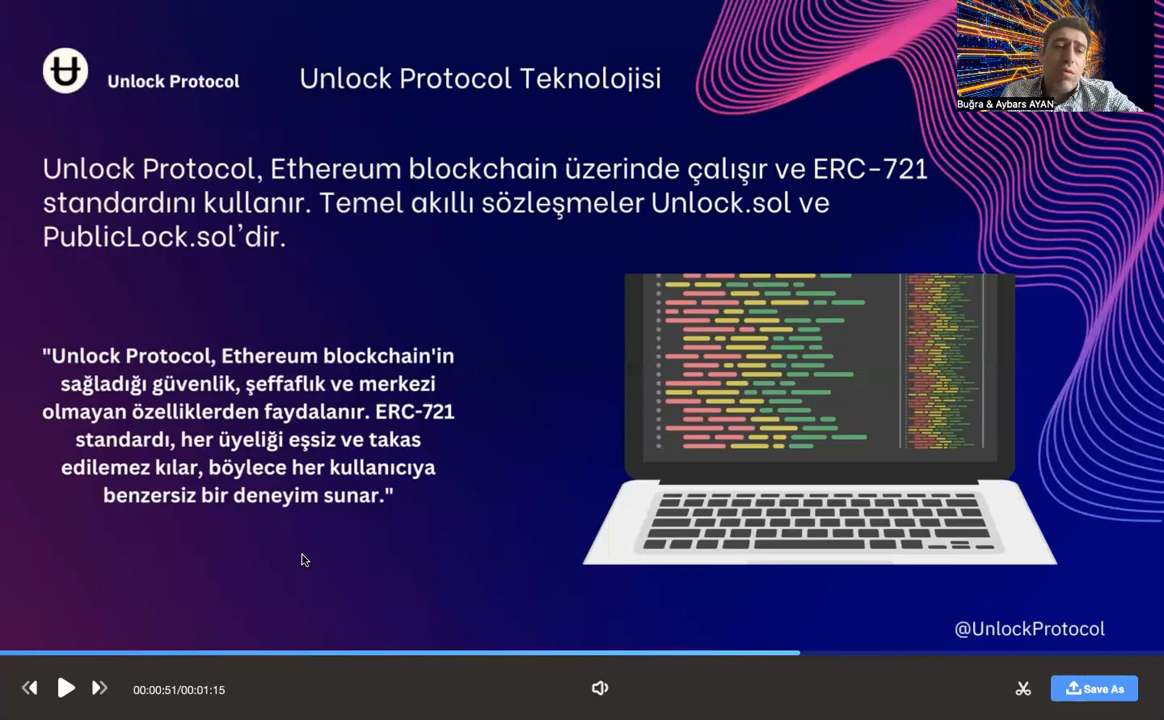 Unlock Protocol
Unlock Protocol Teknolojisi
Buğra & Aybars AYAN
Unlock Protocol, Ethereum blockchain üzerinde çalışır ve ERC-721
standardını kullanır. Temel akıllı sözleşmeler Unlock.sol ve
PublicLock.sol'dir.
"Unlock Protocol, Ethereum blockchain'in
sağladığı güvenlik, şeffaflık ve merkezi
olmayan özelliklerden faydalanır. ERC-721
standardı, her üyeliği eşsiz ve takas
edilemez kılar, böylece her kullanıcıya
benzersiz bir deneyim sunar."
@UnlockProtocol
00:00:51/00:01:15
Save As